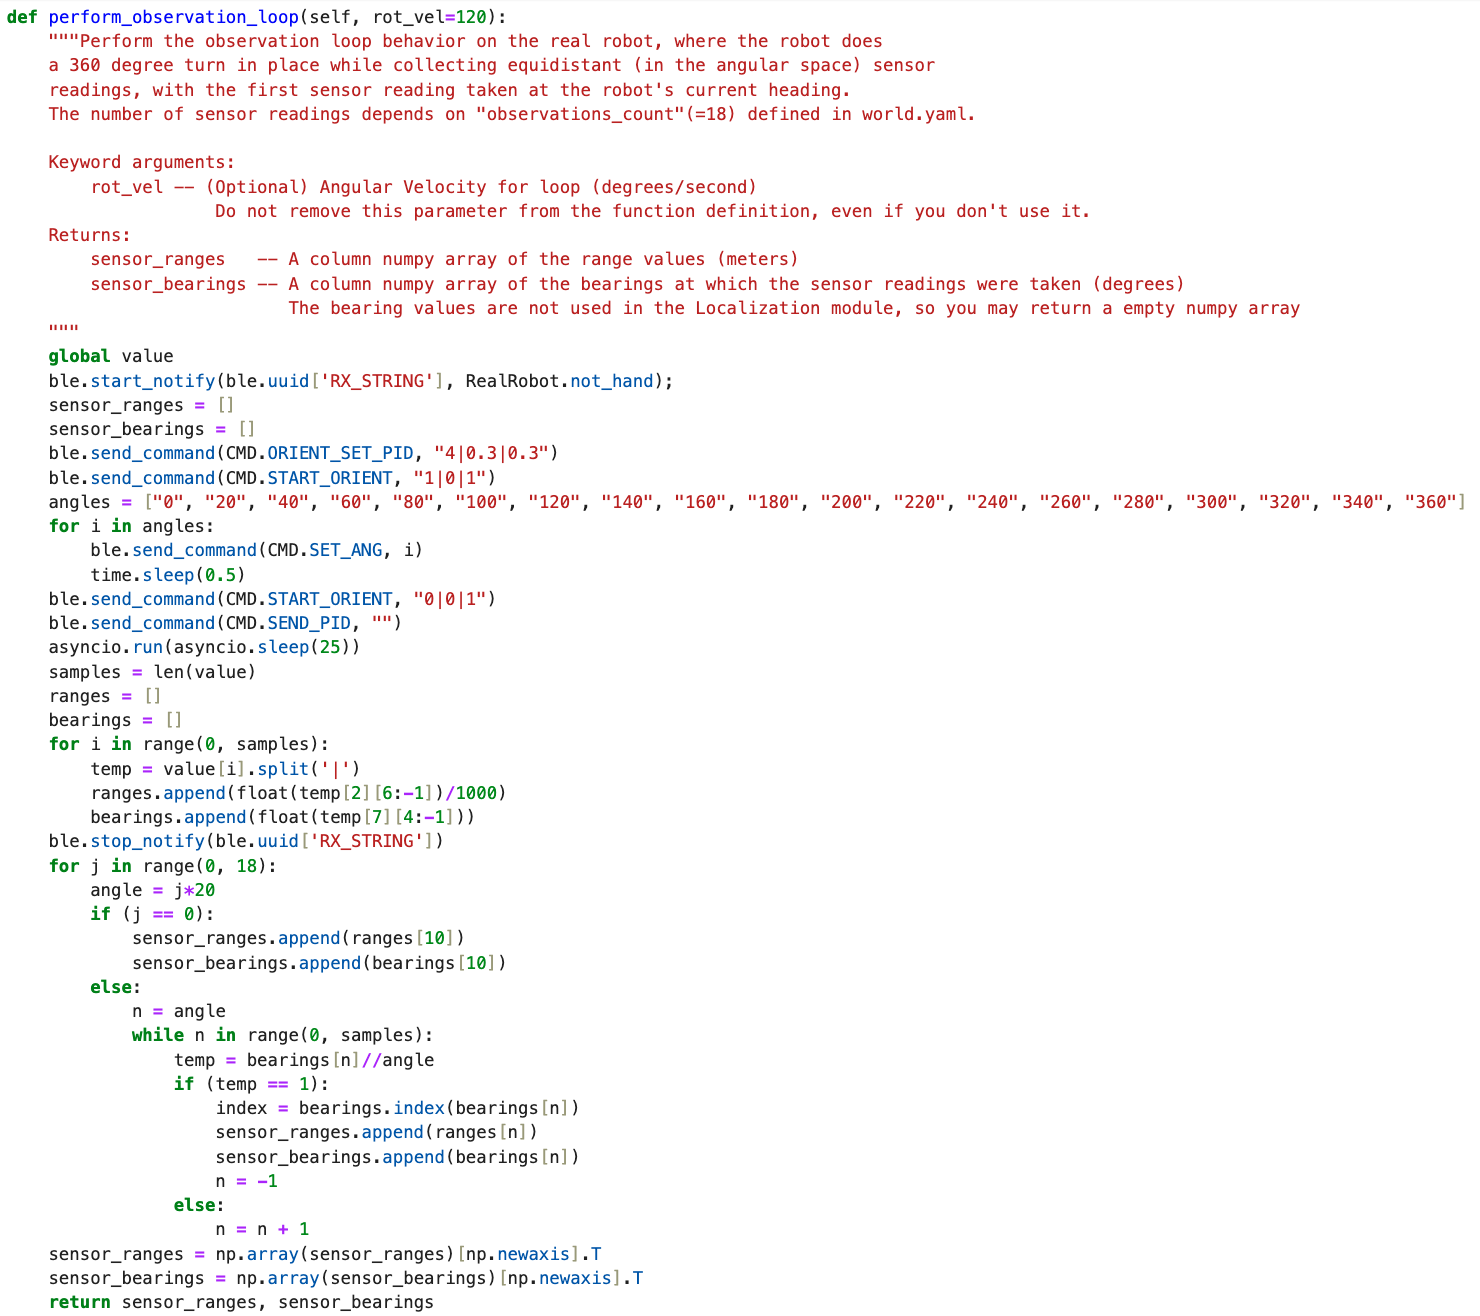 def perform_observation_loop(self, rot_vel=120):
    """Perform the observation loop behavior on the real robot, where the robot does
    a 360 degree turn in place while collecting equidistant (in the angular space) sensor
    readings, with the first sensor reading taken at the robot's current heading.
    The number of sensor readings depends on "observations_count"(=18) defined in world.yaml.

    Keyword arguments:
        rot_vel -- (Optional) Angular Velocity for loop (degrees/second)
                    Do not remove this parameter from the function definition, even if you don't use it.
    Returns:
        sensor_ranges   -- A column numpy array of the range values (meters)
        sensor_bearings -- A column numpy array of the bearings at which the sensor readings were taken (degrees)
                           The bearing values are not used in the Localization module, so you may return a empty numpy array
    """
    global value
    ble.start_notify(ble.uuid['RX_STRING'], RealRobot.not_hand);
    sensor_ranges = []
    sensor_bearings = []
    ble.send_command(CMD.ORIENT_SET_PID, "4|0.3|0.3")
    ble.send_command(CMD.START_ORIENT, "1|0|1")
    angles = ["0", "20", "40", "60", "80", "100", "120", "140", "160", "180", "200", "220", "240", "260", "280", "300", "320", "340", "360"]
    for i in angles:
        ble.send_command(CMD.SET_ANG, i)
        time.sleep(0.5)
    ble.send_command(CMD.START_ORIENT, "0|0|1")
    ble.send_command(CMD.SEND_PID, "")
    asyncio.run(asyncio.sleep(25))
    samples = len(value)
    ranges = []
    bearings = []
    for i in range(0, samples):
        temp = value[i].split('|')
        ranges.append(float(temp[2][6:-1])/1000)
        bearings.append(float(temp[7][4:-1]))
    ble.stop_notify(ble.uuid['RX_STRING'])
    for j in range(0, 18):
        angle = j*20
        if (j == 0):
            sensor_ranges.append(ranges[10])
            sensor_bearings.append(bearings[10])
        else:
            n = angle
            while n in range(0, samples):
                temp = bearings[n]//angle
                if (temp == 1):
                    index = bearings.index(bearings[n])
                    sensor_ranges.append(ranges[n])
                    sensor_bearings.append(bearings[n])
                    n = -1
                else:
                    n = n + 1
    sensor_ranges = np.array(sensor_ranges)[np.newaxis].T
    sensor_bearings = np.array(sensor_bearings)[np.newaxis].T
    return sensor_ranges, sensor_bearings